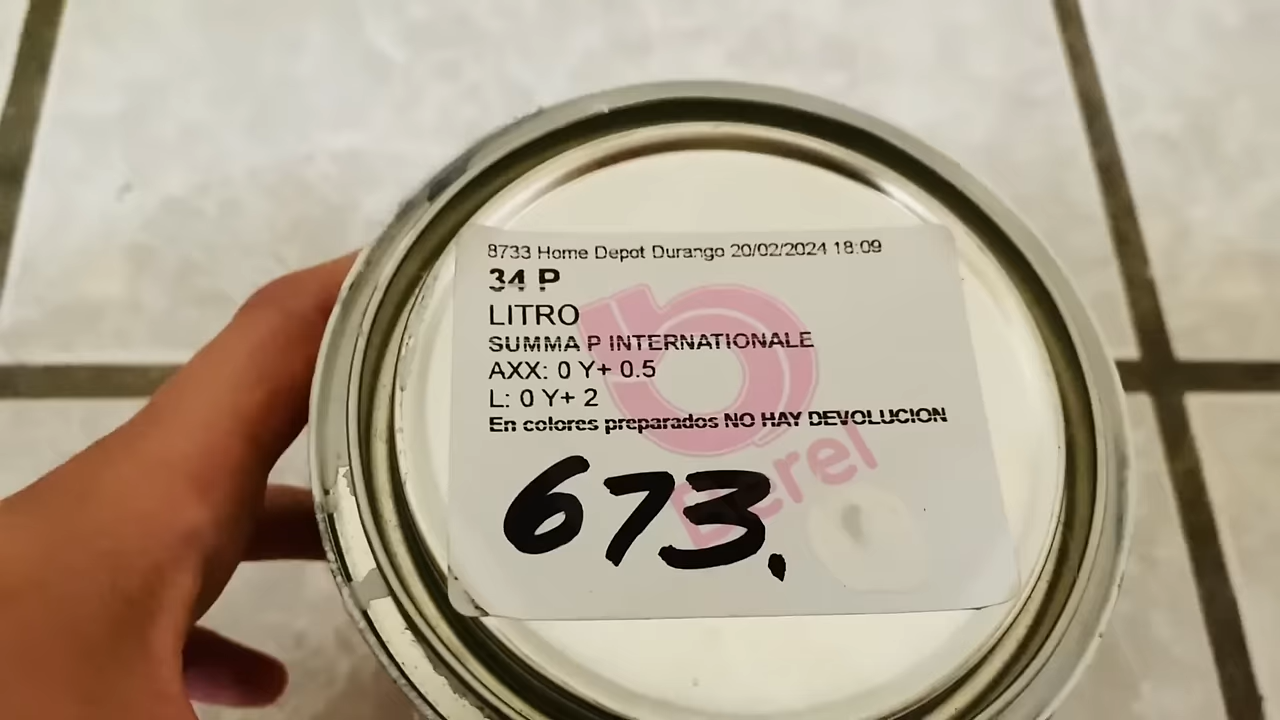 8733 Home Depot Durango 20/02/2024 18:09
34 P
LITRO
SUMMA P INTERNATIONALE
AXX: 0 Y+ 0.5
L: 0 Y+ 2
En colores preparados NO HAY DEVOLUCION
Berel
673.